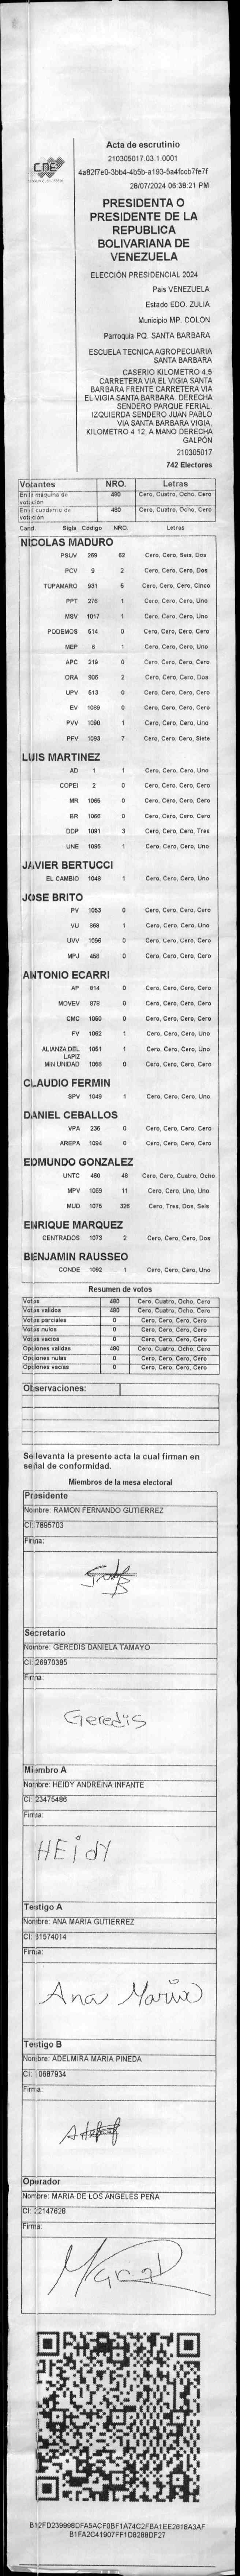 CNE
Acta de escrutinio
210305017.03.1.0001
4a82f7e0-3bb4-4b5b-a193-5a4fccb7fe7f
28/07/2024 06:38:21 PM
PRESIDENTA O
PRESIDENTE DE LA
REPUBLICA
BOLIVARIANA DE
VENEZUELA
ELECCIÓN PRESIDENCIAL 2024
Pais VENEZUELA
Estado EDO. ZULIA
Municipio MP. COLON
Parroquia PQ. SANTA BARBARA
ESCUELA TECNICA AGROPECUARIA
SANTA BARBARA
CASERIO KILOMETRO 4,5
CARRETERA VIA EL VIGIA SANTA
BARBARA FRENTE CARRETERA VIA
EL VIGIA SANTA BARBARA. DERECHA
SENDERO PARQUE FERIAL.
IZQUIERDA SENDERO JUAN PABLO
VIA SANTA BARBARA VIGIA,
KILOMETRO 4 1/2, A MANO DERECHA
GALPÓN
210305017
742 Electores
Votantes NRO. Letras
En la maquina de votación 480 Cero, Cuatro, Ocho, Cero
En el cuaderno de votación 480 Cero, Cuatro, Ocho, Cero
Cand. Sigla Código NRO. Letras
NICOLAS MADURO
PSUV 269 62 Cero, Cero, Seis, Dos
PCV 9 2 Cero, Cero, Cero, Dos
TUPAMARO 931 5 Cero, Cero, Cero, Cinco
PPT 276 1 Cero, Cero, Cero, Uno
MSV 1017 1 Cero, Cero, Cero, Uno
PODEMOS 514 0 Cero, Cero, Cero, Cero
MEP 6 1 Cero, Cero, Cero, Uno
APC 219 0 Cero, Cero, Cero, Cero
ORA 906 2 Cero, Cero, Cero, Dos
UPV 513 0 Cero, Cero, Cero, Cero
EV 1089 0 Cero, Cero, Cero, Cero
PVV 1090 1 Cero, Cero, Cero, Uno
PFV 1093 7 Cero, Cero, Cero, Siete
LUIS MARTINEZ
AD 1 1 Cero, Cero, Cero, Uno
COPEI 2 0 Cero, Cero, Cero, Cero
MR 1065 0 Cero, Cero, Cero, Cero
BR 1066 0 Cero, Cero, Cero, Cero
DDP 1091 3 Cero, Cero, Cero, Tres
UNE 1095 1 Cero, Cero, Cero, Uno
JAVIER BERTUCCI
EL CAMBIO 1048 1 Cero, Cero, Cero, Uno
JOSE BRITO
PV 1053 0 Cero, Cero, Cero, Cero
VU 868 1 Cero, Cero, Cero, Uno
UVV 1096 0 Cero, Cero, Cero, Cero
MPJ 458 0 Cero, Cero, Cero, Cero
ANTONIO ECARRI
AP 914 0 Cero, Cero, Cero, Cero
MOVEV 878 0 Cero, Cero, Cero, Cero
CMC 1050 0 Cero, Cero, Cero, Cero
FV 1062 1 Cero, Cero, Cero, Uno
ALIANZA DEL LAPIZ 1051 1 Cero, Cero, Cero, Uno
MIN UNIDAD 1068 0 Cero, Cero, Cero, Cero
CLAUDIO FERMIN
SPV 1049 1 Cero, Cero, Cero, Uno
DANIEL CEBALLOS
VPA 236 0 Cero, Cero, Cero, Cero
AREPA 1094 0 Cero, Cero, Cero, Cero
EDMUNDO GONZALEZ
UNTC 460 48 Cero, Cero, Cuatro, Ocho
MPV 1069 11 Cero, Cero, Uno, Uno
MUD 1075 326 Cero, Tres, Dos, Seis
ENRIQUE MARQUEZ
CENTRADOS 1073 2 Cero, Cero, Cero, Dos
BENJAMIN RAUSSEO
CONDE 1092 1 Cero, Cero, Cero, Uno
Resumen de votos
Votos 480 Cero, Cuatro, Ocho, Cero
Votos validos 480 Cero, Cuatro, Ocho, Cero
Votos parciales 0 Cero, Cero, Cero, Cero
Votos nulos 0 Cero, Cero, Cero, Cero
Votos vacios 0 Cero, Cero, Cero, Cero
Opciones validas 480 Cero, Cuatro, Ocho, Cero
Opciones nulas 0 Cero, Cero, Cero, Cero
Opciones vacias 0 Cero, Cero, Cero, Cero
Observaciones:
Se levanta la presente acta la cual firman en
señal de conformidad.
Miembros de la mesa electoral
Presidente
Nombre: RAMON FERNANDO GUTIERREZ
CI: 7895703
Firma:
Secretario
Nombre: GEREDIS DANIELA TAMAYO
CI: 26970385
Firma:
Geredis
Miembro A
Nombre: HEIDY ANDREINA INFANTE
CI: 23475486
Firma:
HEidy
Testigo A
Nombre: ANA MARIA GUTIERREZ
CI: 31574014
Firma:
Ana Maria
Testigo B
Nombre: ADELMIRA MARIA PINEDA
CI: 10687934
Firma:
Operador
Nombre: MARIA DE LOS ANGELES PEÑA
CI: 22147628
Firma:
B12FD239998DFA5ACF0BF1A74C2FBA1EE2618A3AF
B1FA2C41907FF1D8288DF27